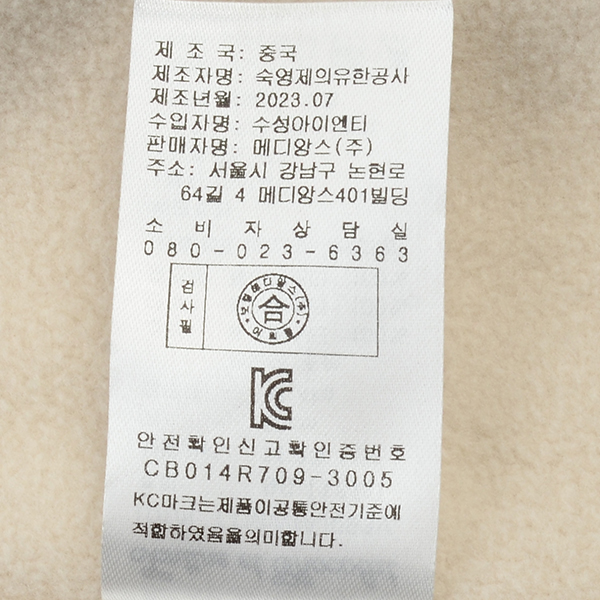 제 조 국: 중국
제조자명: 숙영제의유한공사
제조년월: 2023.07
수입자명: 수성아이엔티
판매자명: 메디앙스(주)
주소: 서울시 강남구 논현로
64길 4 메디앙스401빌딩
소 비 자 상 담 실
080-023-6363
검사필
合
KC
안전확인신고확인증번호
CB014R709-3005
KC마크는제품이공통안전기준에
적합하였음을의미합니다.